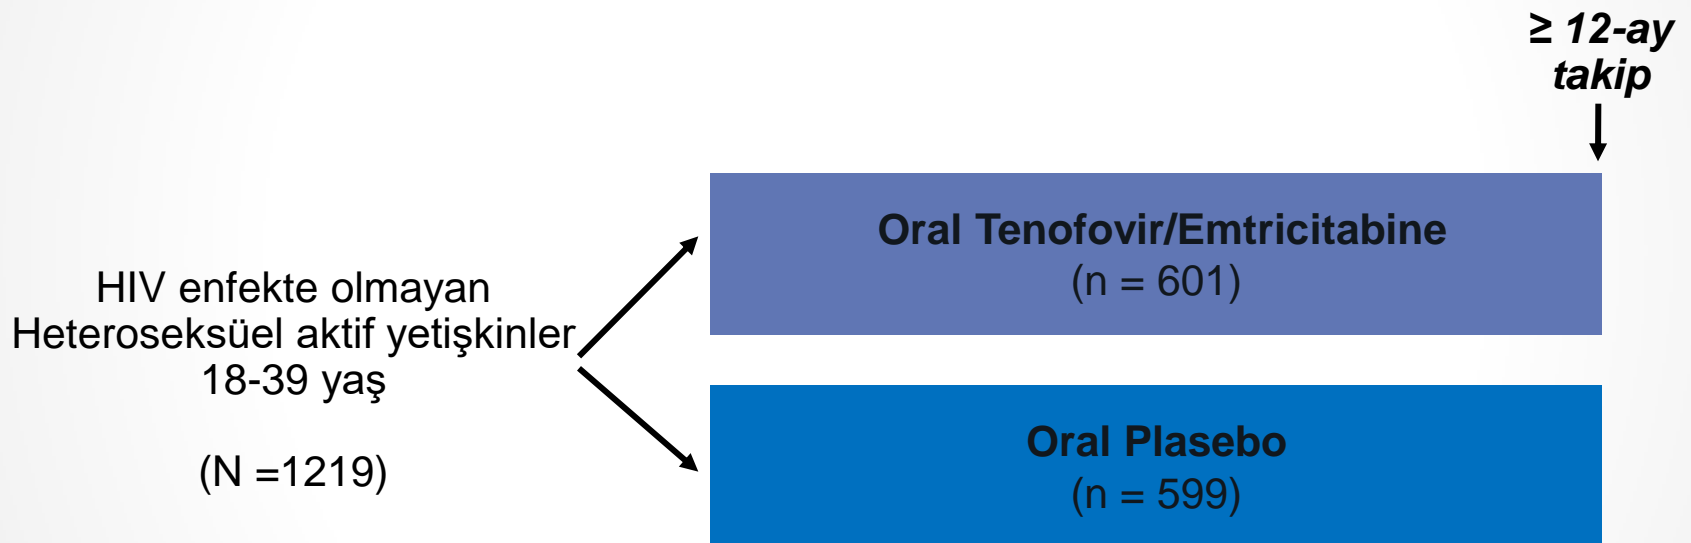 ≥ 12-ay
takip
HIV enfekte olmayan
Heteroseksüel aktif yetişkinler
18-39 yaş
(N =1219)
Oral Tenofovir/Emtricitabine
(n = 601)
Oral Plasebo
(n = 599)